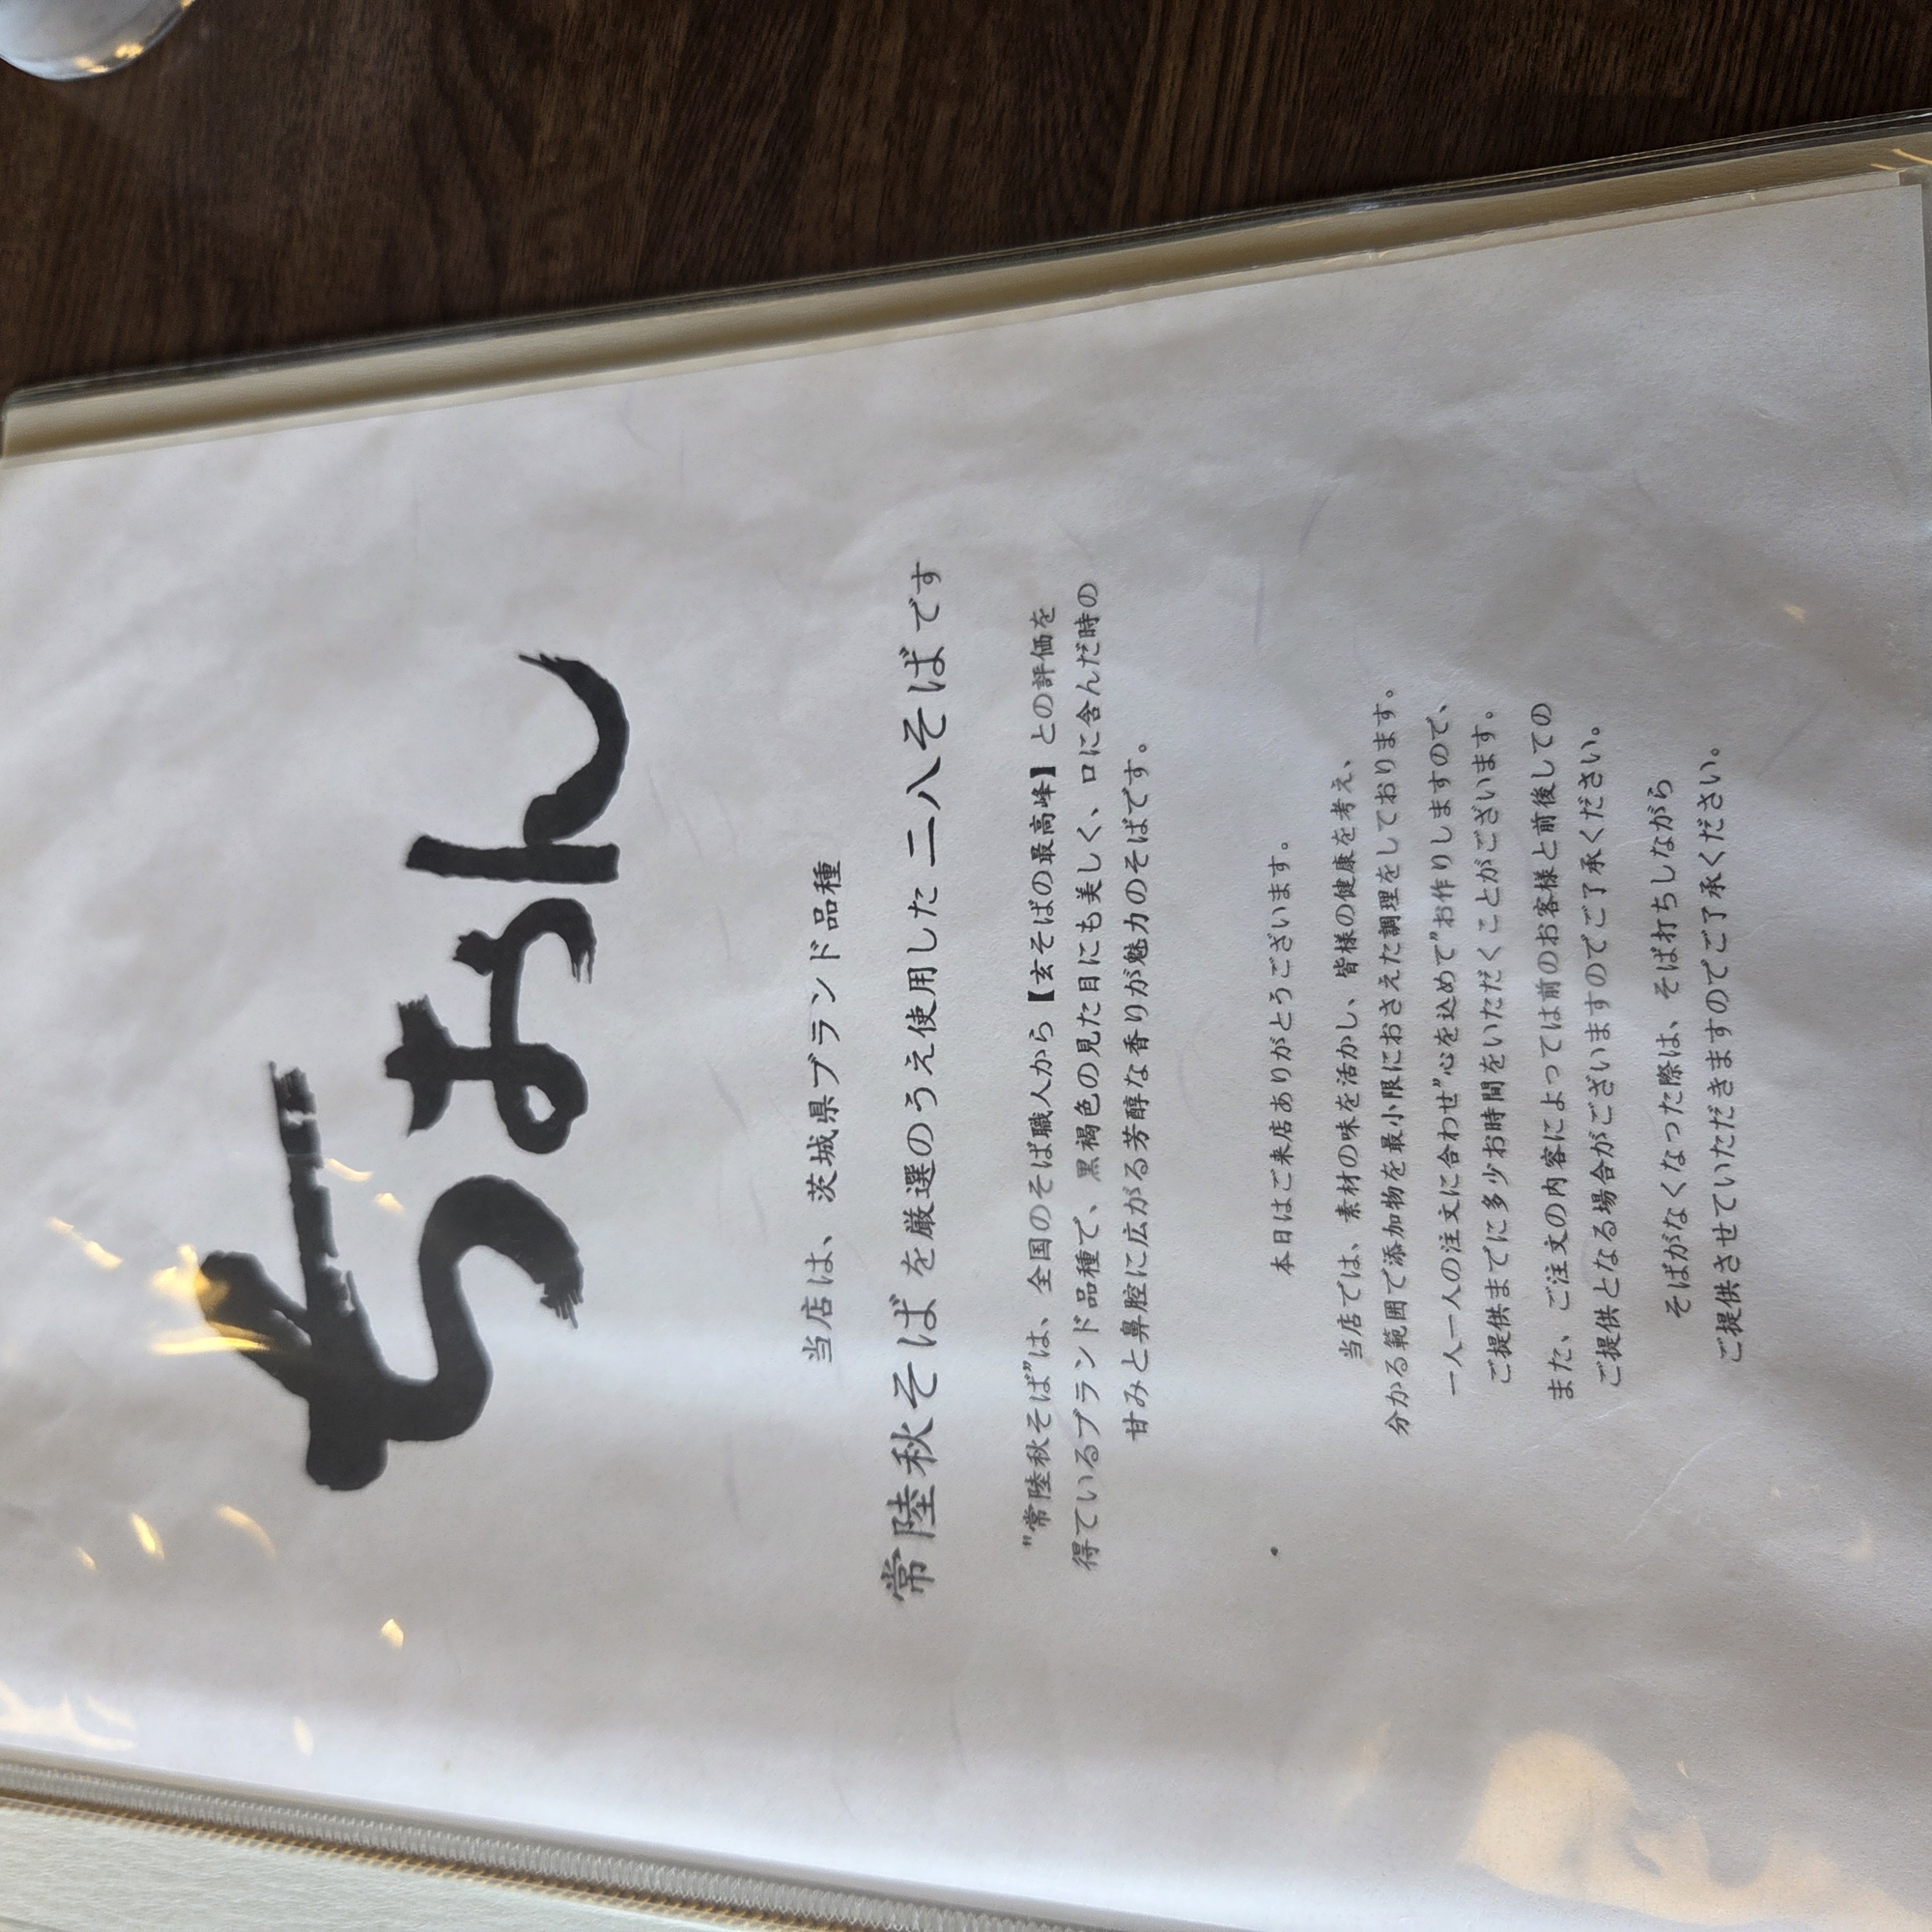 ちよん
当店は、茨城県ブランド品種
常陸秋そばを厳選のうえ使用した二八そばです
"常陸秋そば"は、全国のそば職人から【玄そばの最高峰】との評価を
得ているブランド品種で、黒褐色の見た目にも美しく、口に含んだ時の
甘みと鼻腔に広がる芳醇な香りが魅力のそばです。
本日はご来店ありがとうございます。
当店では、素材の味を活かし、皆様の健康を考え、
分かる範囲で添加物を最小限におさえた調理をしております。
一人一人の注文に合わせ"心を込めて"お作りしますので、
ご提供までに多少お時間をいただくことがございます。
また、ご注文の内容によっては前のお客様と前後しての
ご提供となる場合がございますのでご了承ください。
そばがなくなった際は、そば打ちしながら
ご提供させていただきますのでご了承ください。